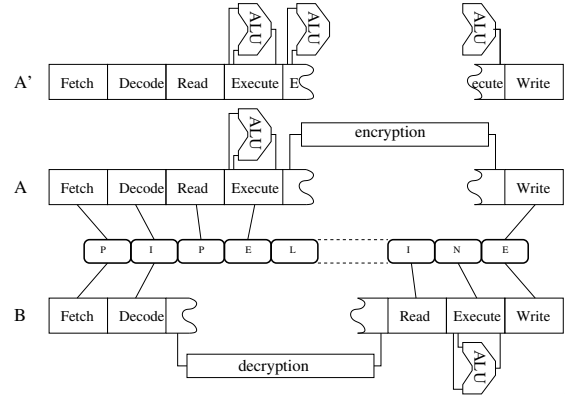 ALU ALU ALU
A' Fetch Decode Read Execute E ecute Write
encryption
ALU
A Fetch Decode Read Execute Write
P I P E L I N E
B Fetch Decode Read Execute Write
decryption ALU